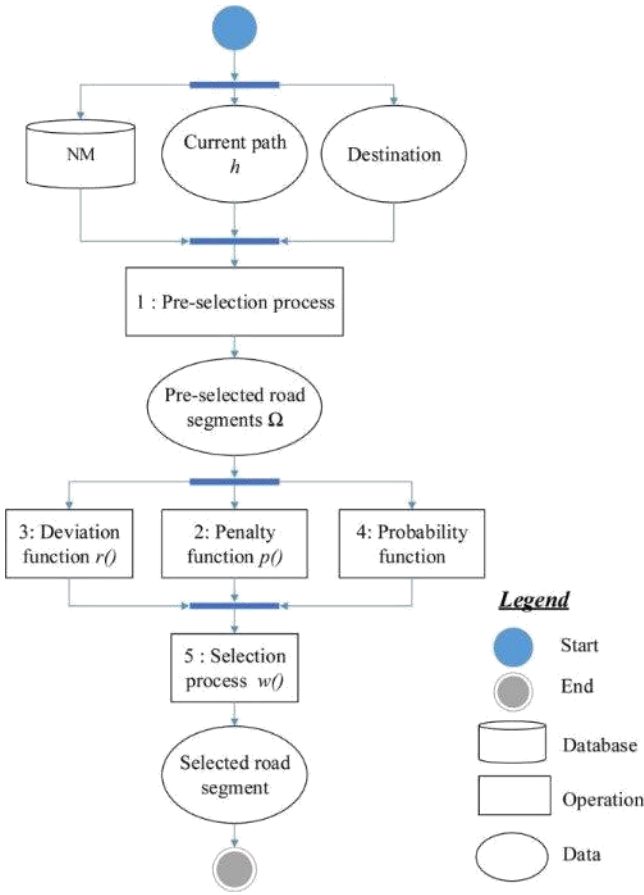 NM
Current path
h
Destination
1 : Pre-selection process
Pre-selected road
segments Ω
3: Deviation
function r()
2: Penalty
function p()
4: Probability
function
5 : Selection
process w()
Selected road
segment
Legend
Start
End
Database
Operation
Data